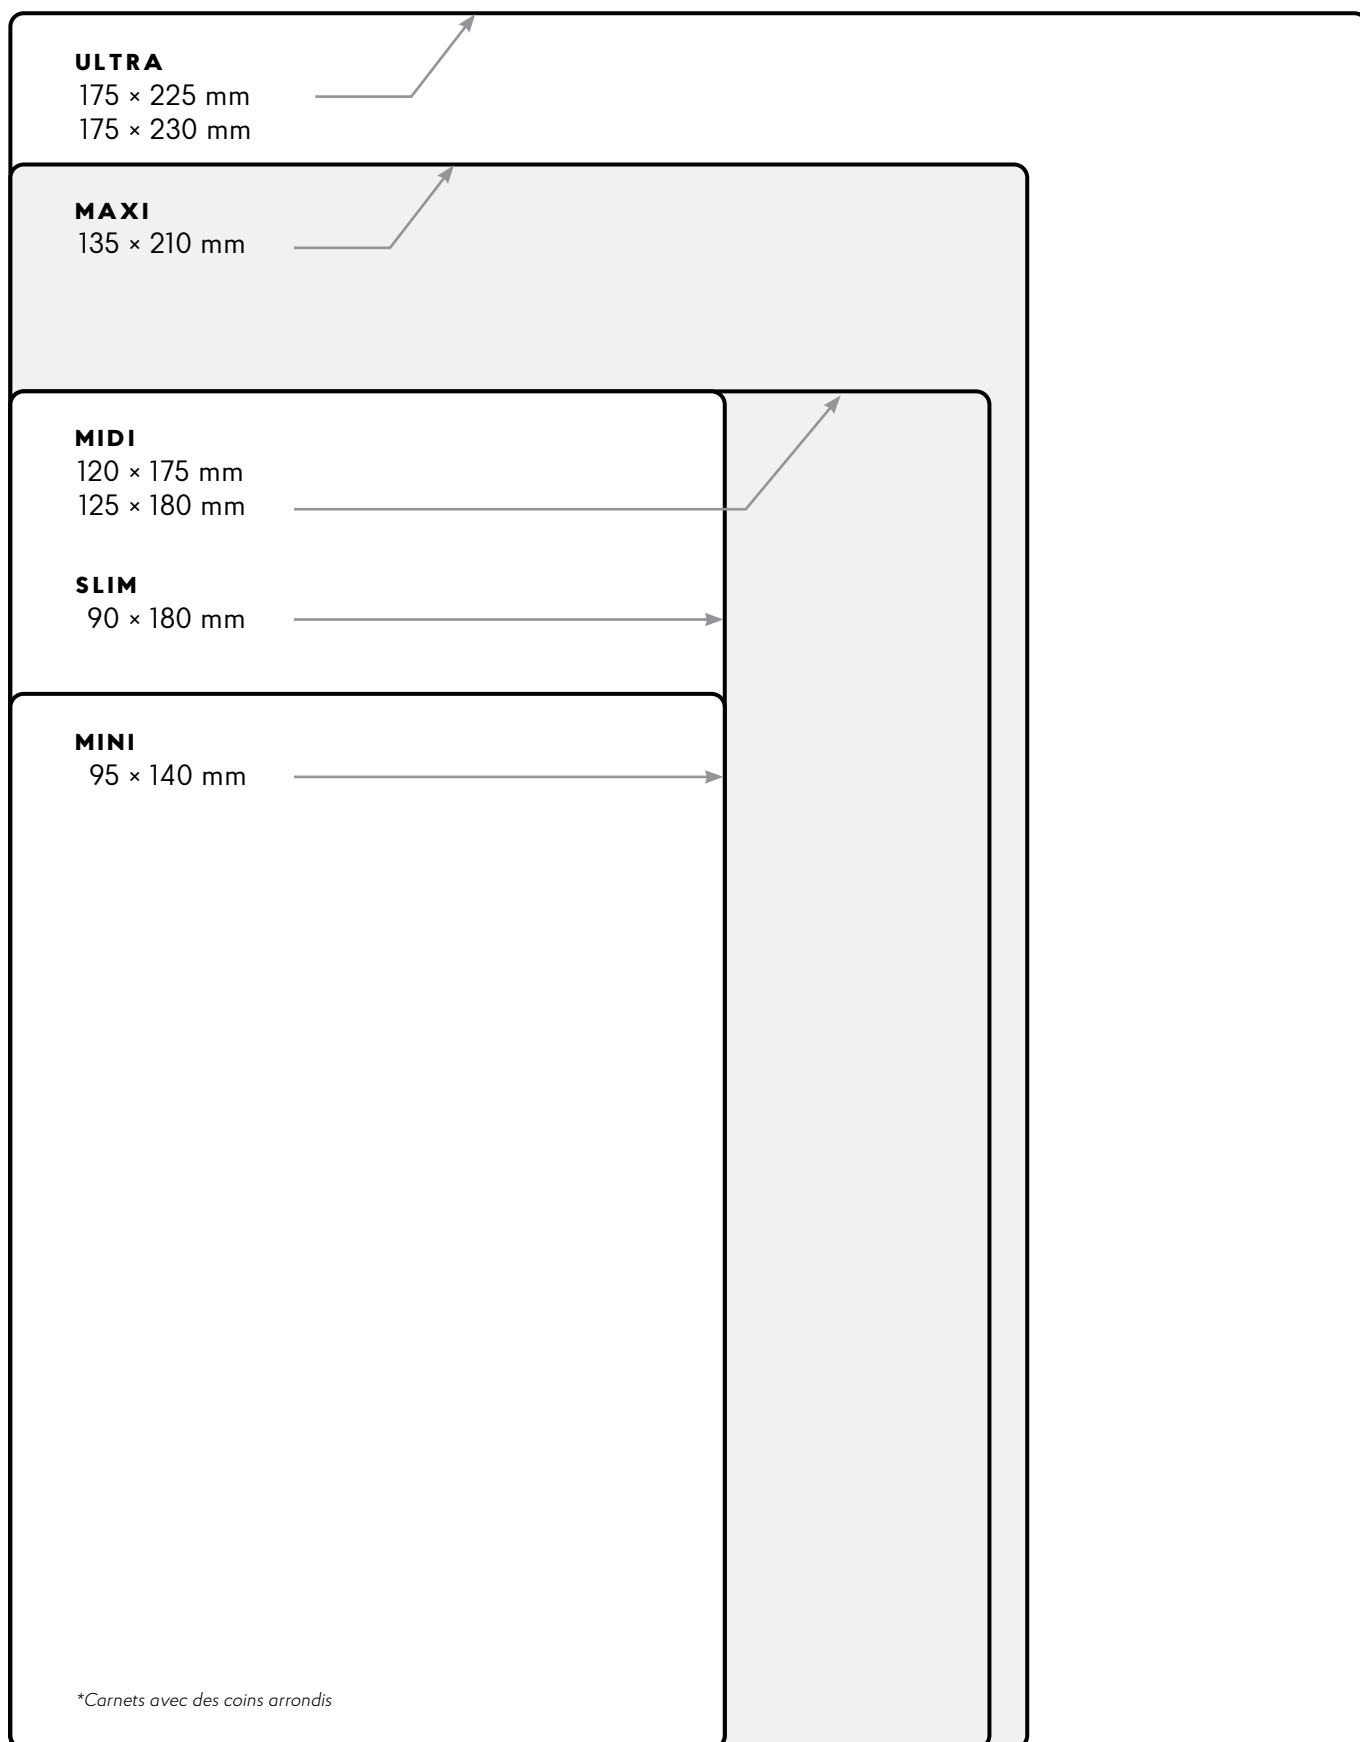 ULTRA
175 × 225 mm
175 × 230 mm
MAXI
135 × 210 mm
MIDI
120 × 175 mm
125 × 180 mm
SLIM
90 × 180 mm
MINI
95 × 140 mm
*Carnets avec des coins arrondis